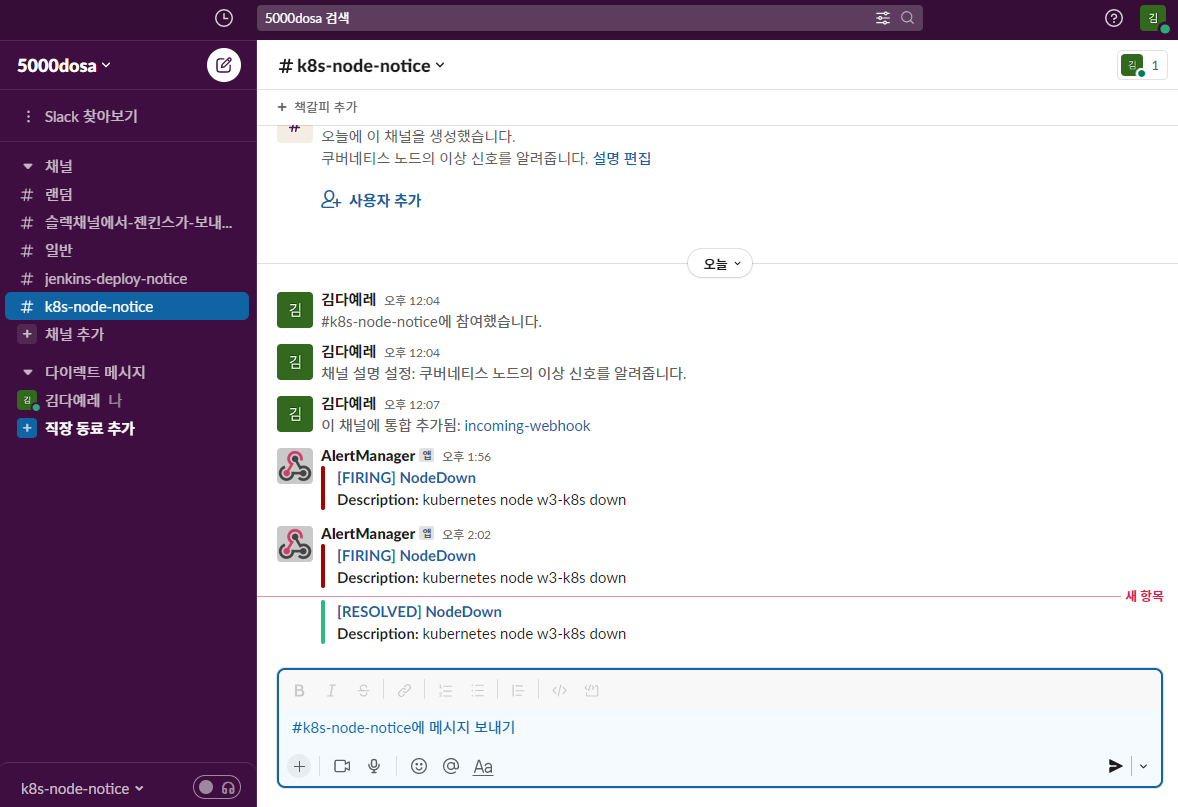 5000dosa 검색
김
5000dosa
Slack 찾아보기
채널
# 랜덤
# 슬랙채널에서-젠킨스가-보내...
# 일반
# jenkins-deploy-notice
# k8s-node-notice
+ 채널 추가
다이렉트 메시지
김 김다예레 나
+ 직장 동료 추가
k8s-node-notice
# k8s-node-notice
김 1
+ 책갈피 추가
#
오늘에 이 채널을 생성했습니다.
쿠버네티스 노드의 이상 신호를 알려줍니다. 설명 편집
사용자 추가
오늘
김
김다예레 오후 12:04
#k8s-node-notice에 참여했습니다.
김
김다예레 오후 12:04
채널 설명 설정: 쿠버네티스 노드의 이상 신호를 알려줍니다.
김
김다예레 오후 12:07
이 채널에 통합 추가됨: incoming-webhook
AlertManager 앱 오후 1:56
[FIRING] NodeDown
Description: kubernetes node w3-k8s down
AlertManager 앱 오후 2:02
[FIRING] NodeDown
Description: kubernetes node w3-k8s down
새 항목
[RESOLVED] NodeDown
Description: kubernetes node w3-k8s down
B I S
#k8s-node-notice에 메시지 보내기
+ @ Aa